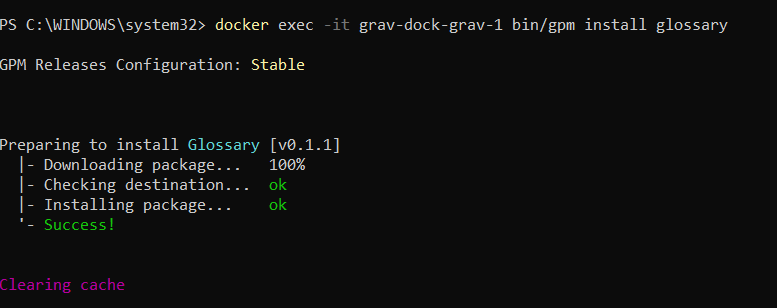 PS C:\WINDOWS\system32> docker exec -it grav-dock-grav-1 bin/gpm install glossary
GPM Releases Configuration: Stable
Preparing to install Glossary [v0.1.1]
|- Downloading package... 100%
|- Checking destination... ok
|- Installing package... ok
'- Success!
Clearing cache